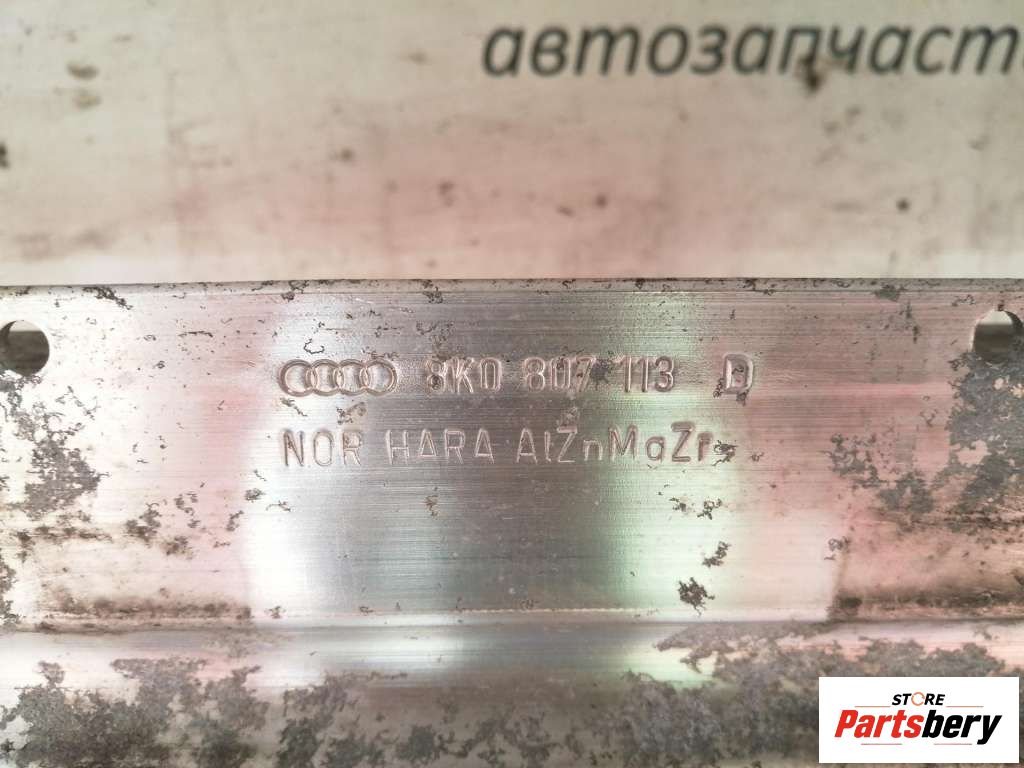 автозапчаст
8K0 807 113 D
NOR HARA AlZnMgZr
STORE
Partsbery